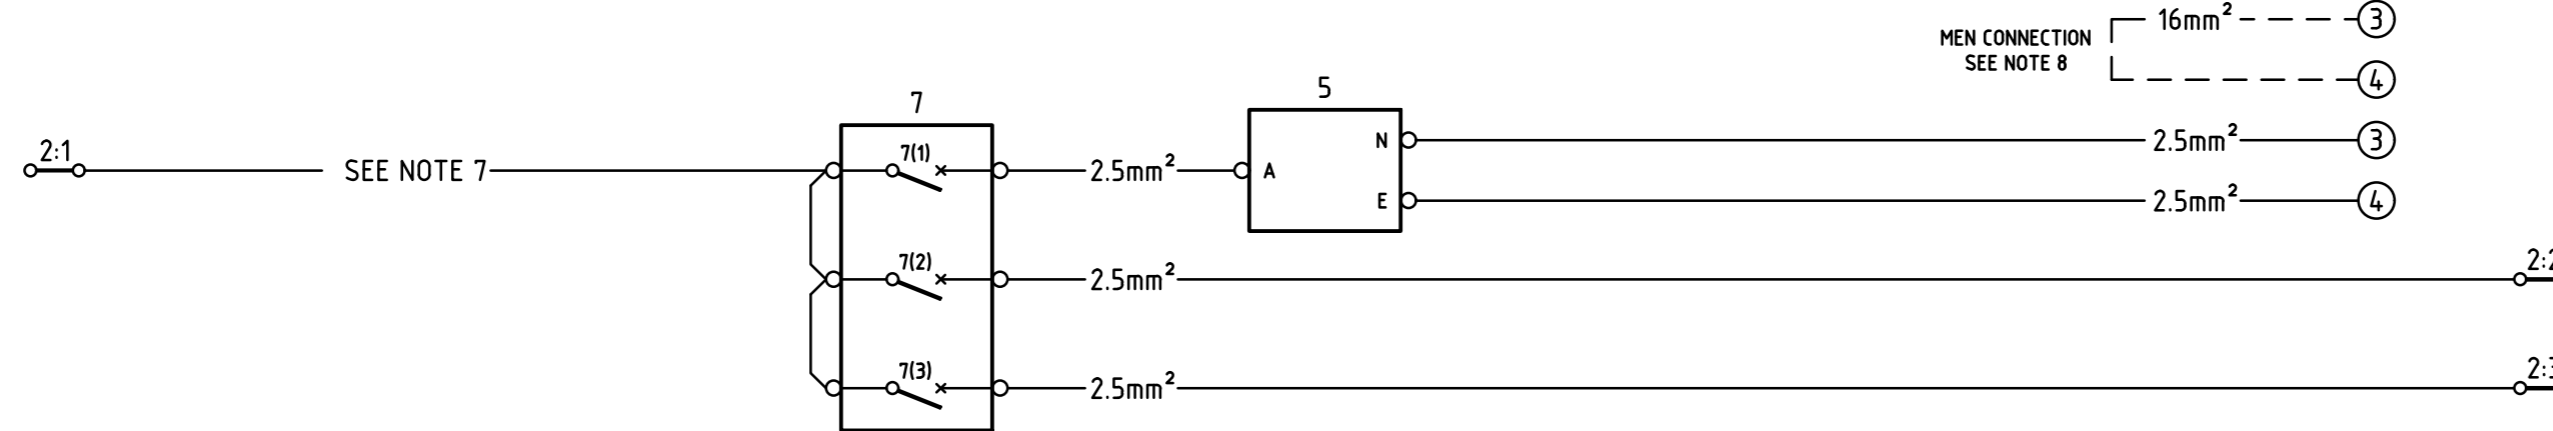 16mm² 3
MEN CONNECTION
SEE NOTE 8
4
7
5
2:1
SEE NOTE 7
7(1)
2.5mm²
A
N
2.5mm² 3
E
2.5mm² 4
7(2)
2.5mm²
7(3)
2.5mm²